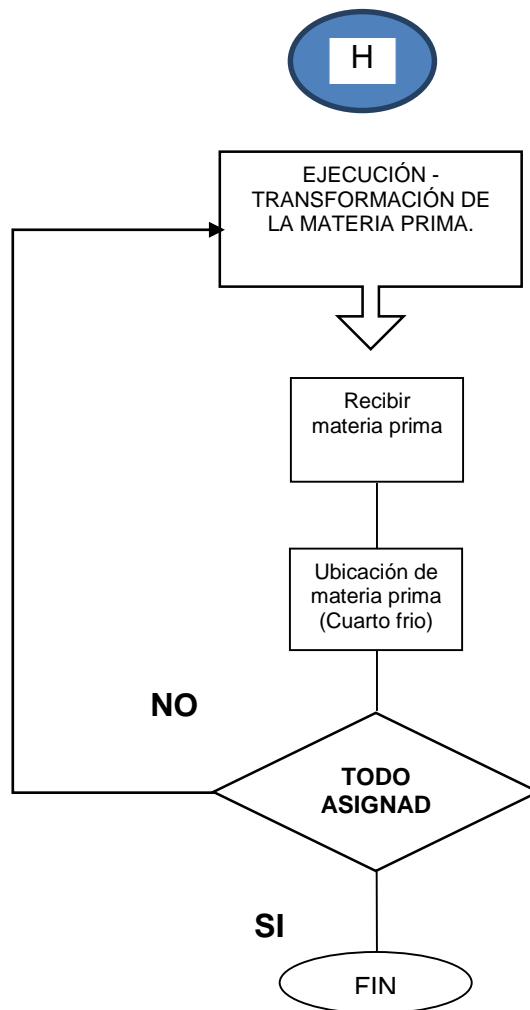 H
EJECUCIÓN -
TRANSFORMACIÓN DE
LA MATERIA PRIMA.
Recibir
materia prima
Ubicación de
materia prima
(Cuarto frio)
NO
TODO
ASIGNAD
SI
FIN